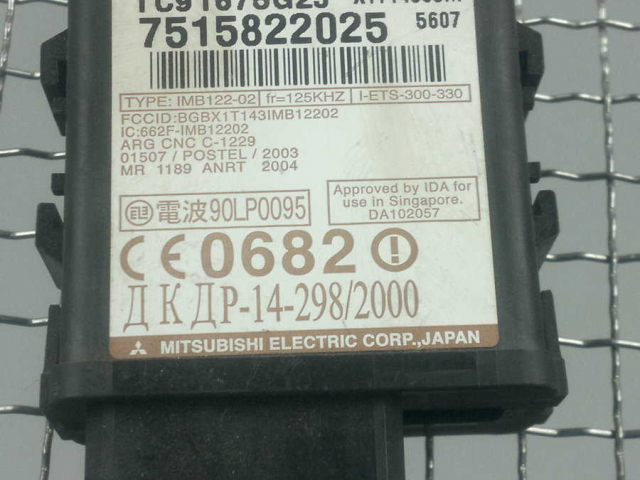 7515822025 5607
TYPE: IMB122-02 fr=125KHZ I-ETS-300-330
FCCID:BGBX1T143IMB12202
IC:662F-IMB12202
ARG CNC C-1229
01507 / POSTEL / 2003
MR 1189 ANRT 2004
電波90LP0095
Approved by IDA for
use in Singapore.
DA102057
CE 0682
ДКДР-14-298/2000
MITSUBISHI ELECTRIC CORP.,JAPAN